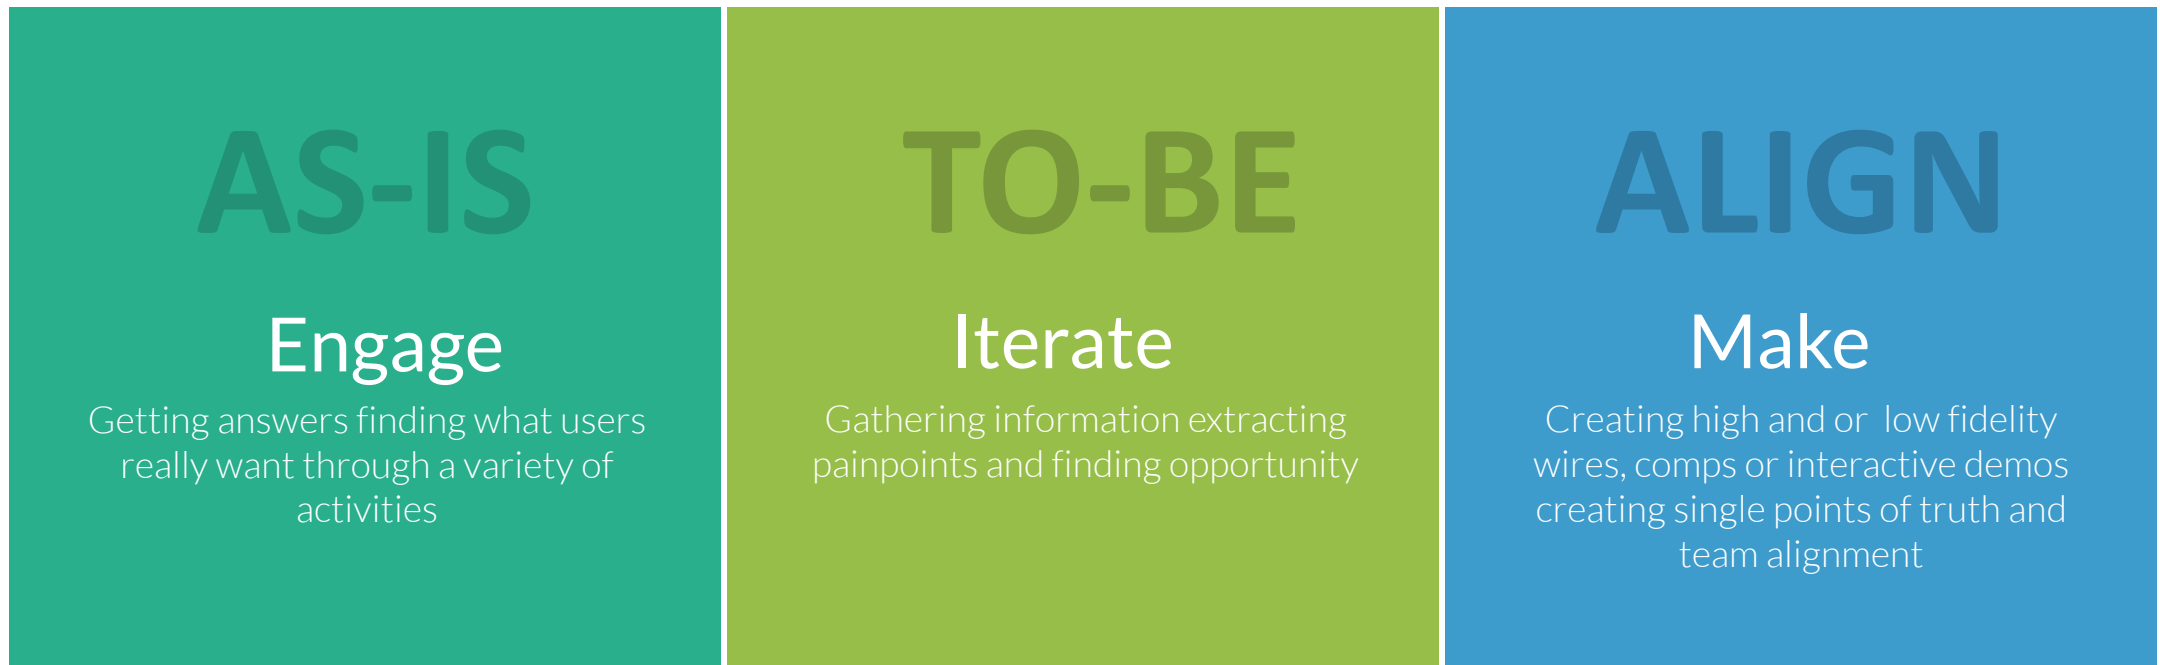 AS-IS
Engage
Getting answers finding what users
really want through a variety of
activities
TO-BE
Iterate
Gathering information extracting
painpoints and finding opportunity
ALIGN
Make
Creating high and or  low fidelity
wires, comps or interactive demos
creating single points of truth and
team alignment